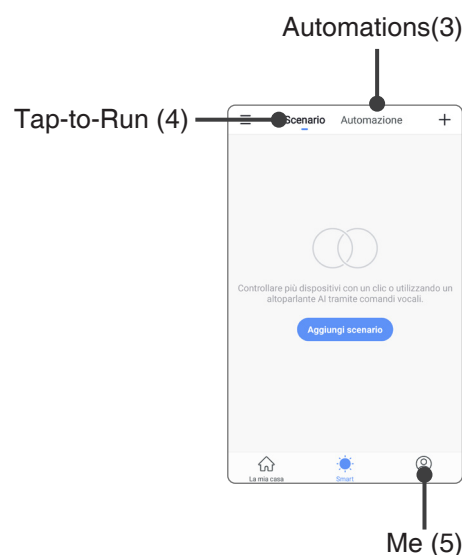 Automations(3)
Tap-to-Run (4)
Scenario Automazione
Controllare più dispositivi con un clic o utilizzando un
altoparlante AI tramite comandi vocali.
Aggiungi scenario
La mia casa Smart
Me (5)